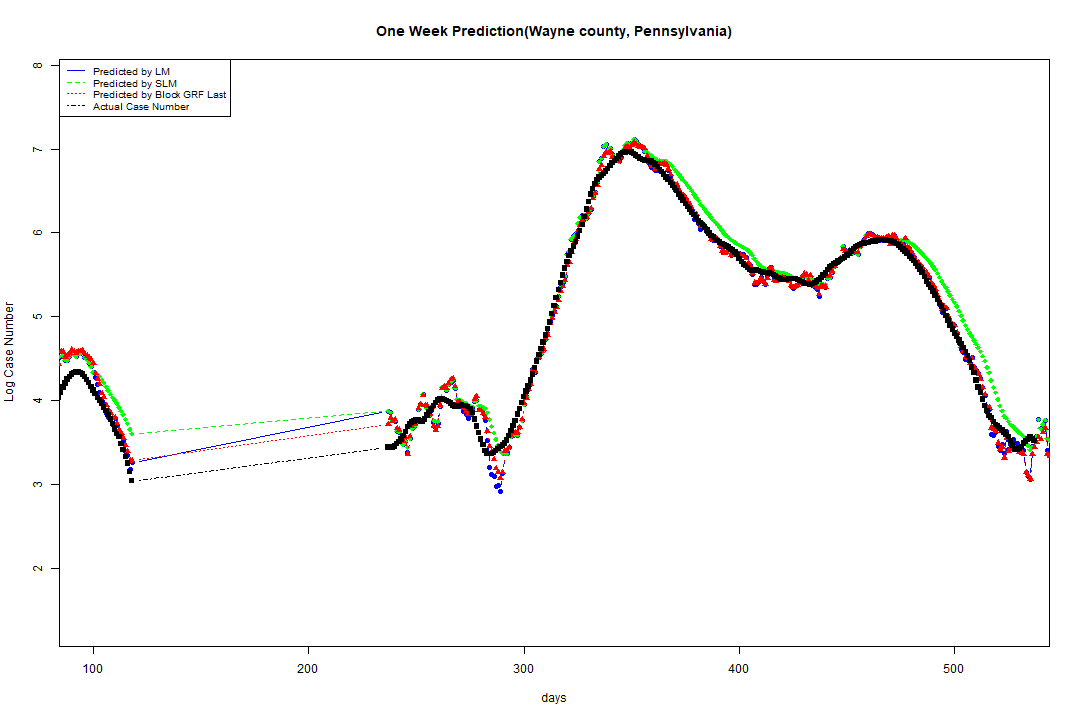 One Week Prediction(Wayne county, Pennsylvania)
Predicted by LM
Predicted by SLM
Predicted by Block GRF Last
Actual Case Number
8
7
6
5
4
3
2
Log Case Number
100 200 300 400 500
days